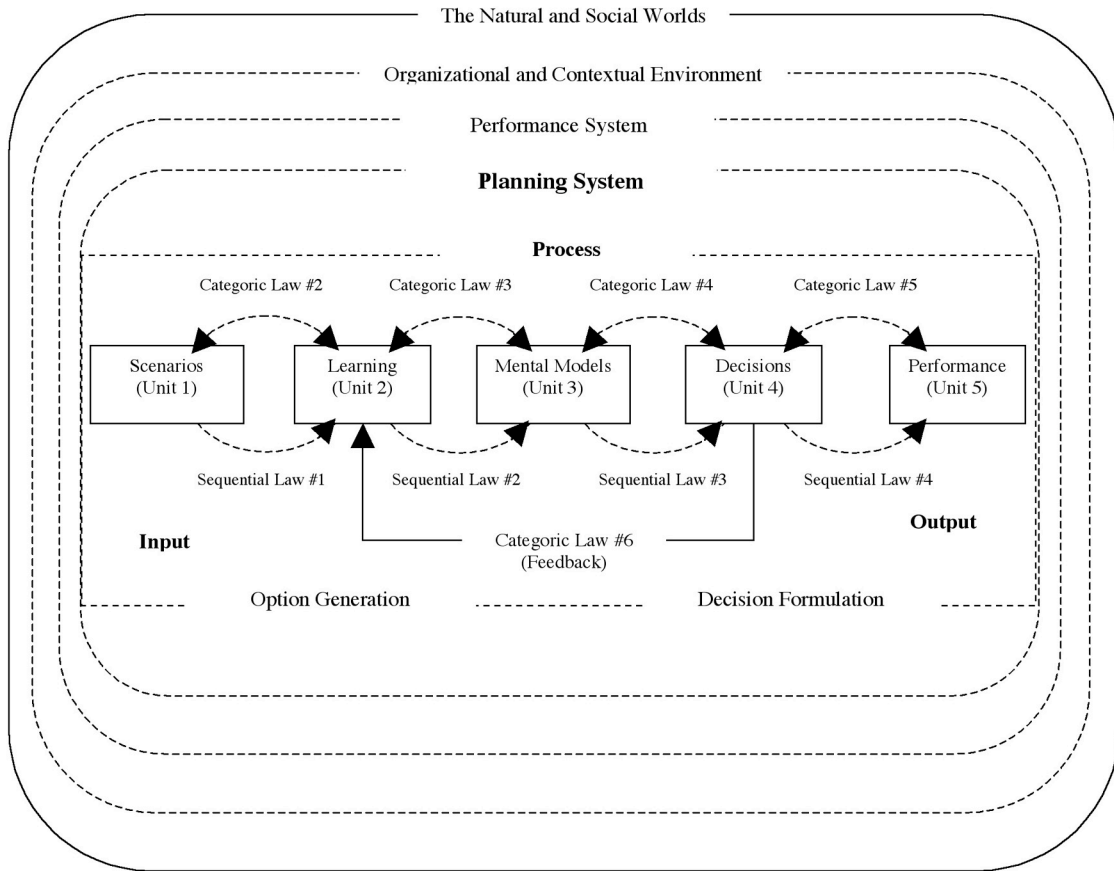 The Natural and Social Worlds
Organizational and Contextual Environment
Performance System
Planning System
Process
Categoric Law #2
Categoric Law #3
Categoric Law #4
Categoric Law #5
Scenarios
(Unit 1)
Learning
(Unit 2)
Mental Models
(Unit 3)
Decisions
(Unit 4)
Performance
(Unit 5)
Sequential Law #1
Sequential Law #2
Sequential Law #3
Sequential Law #4
Input
Categoric Law #6
(Feedback)
Output
Option Generation
Decision Formulation